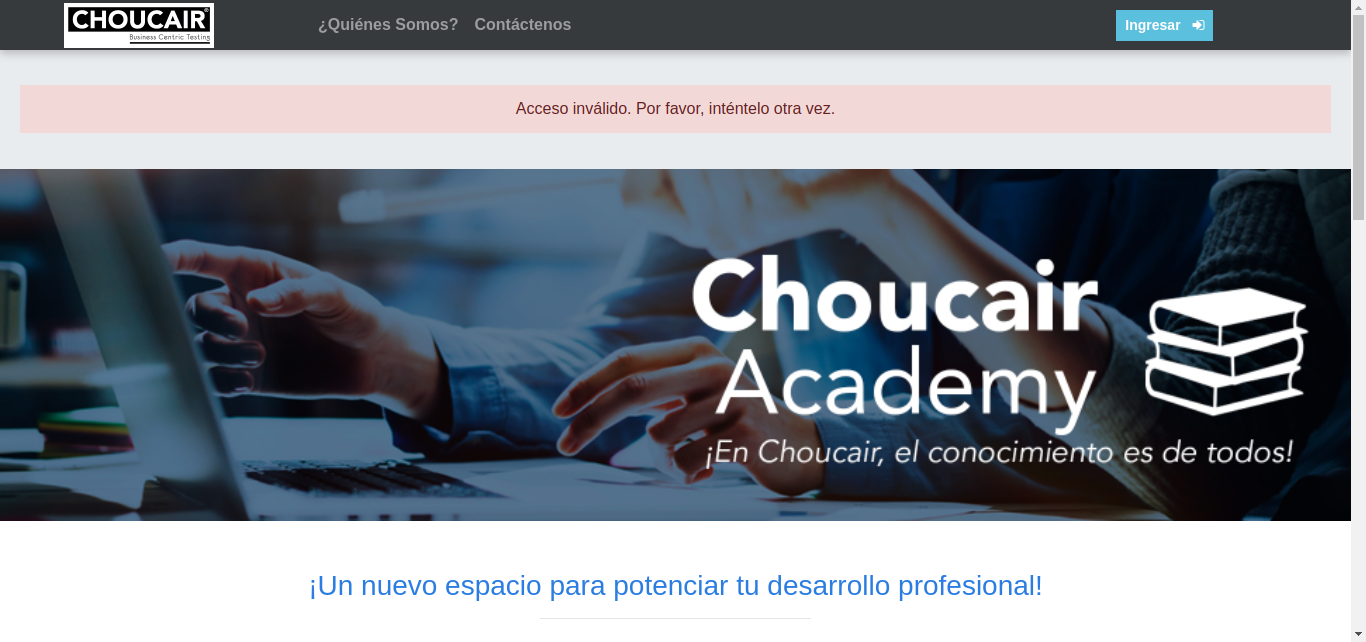 CHOUCAIR®
Business Centric Testing
¿Quiénes Somos? Contáctenos
Ingresar
Acceso inválido. Por favor, inténtelo otra vez.
Choucair
Academy
¡En Choucair, el conocimiento es de todos!
¡Un nuevo espacio para potenciar tu desarrollo profesional!